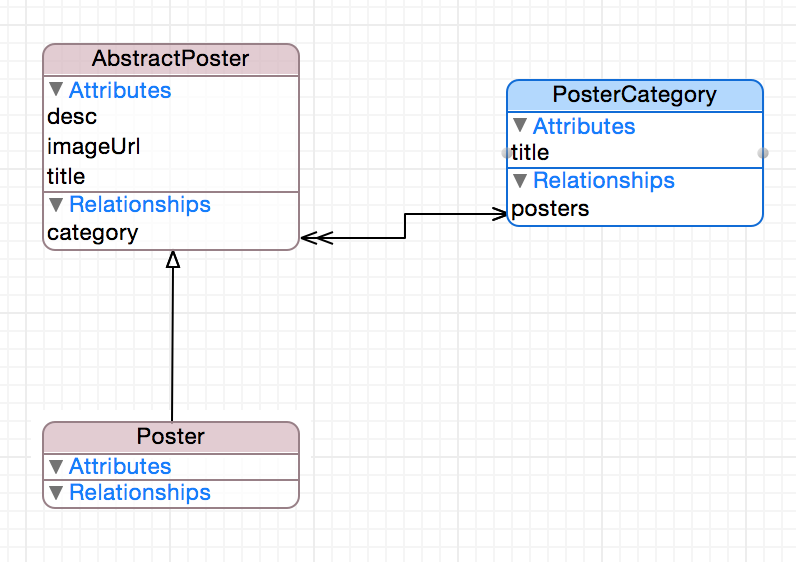 AbstractPoster
Attributes
desc
imageUrl
title
Relationships
category
PosterCategory
Attributes
title
Relationships
posters
Poster
Attributes
Relationships